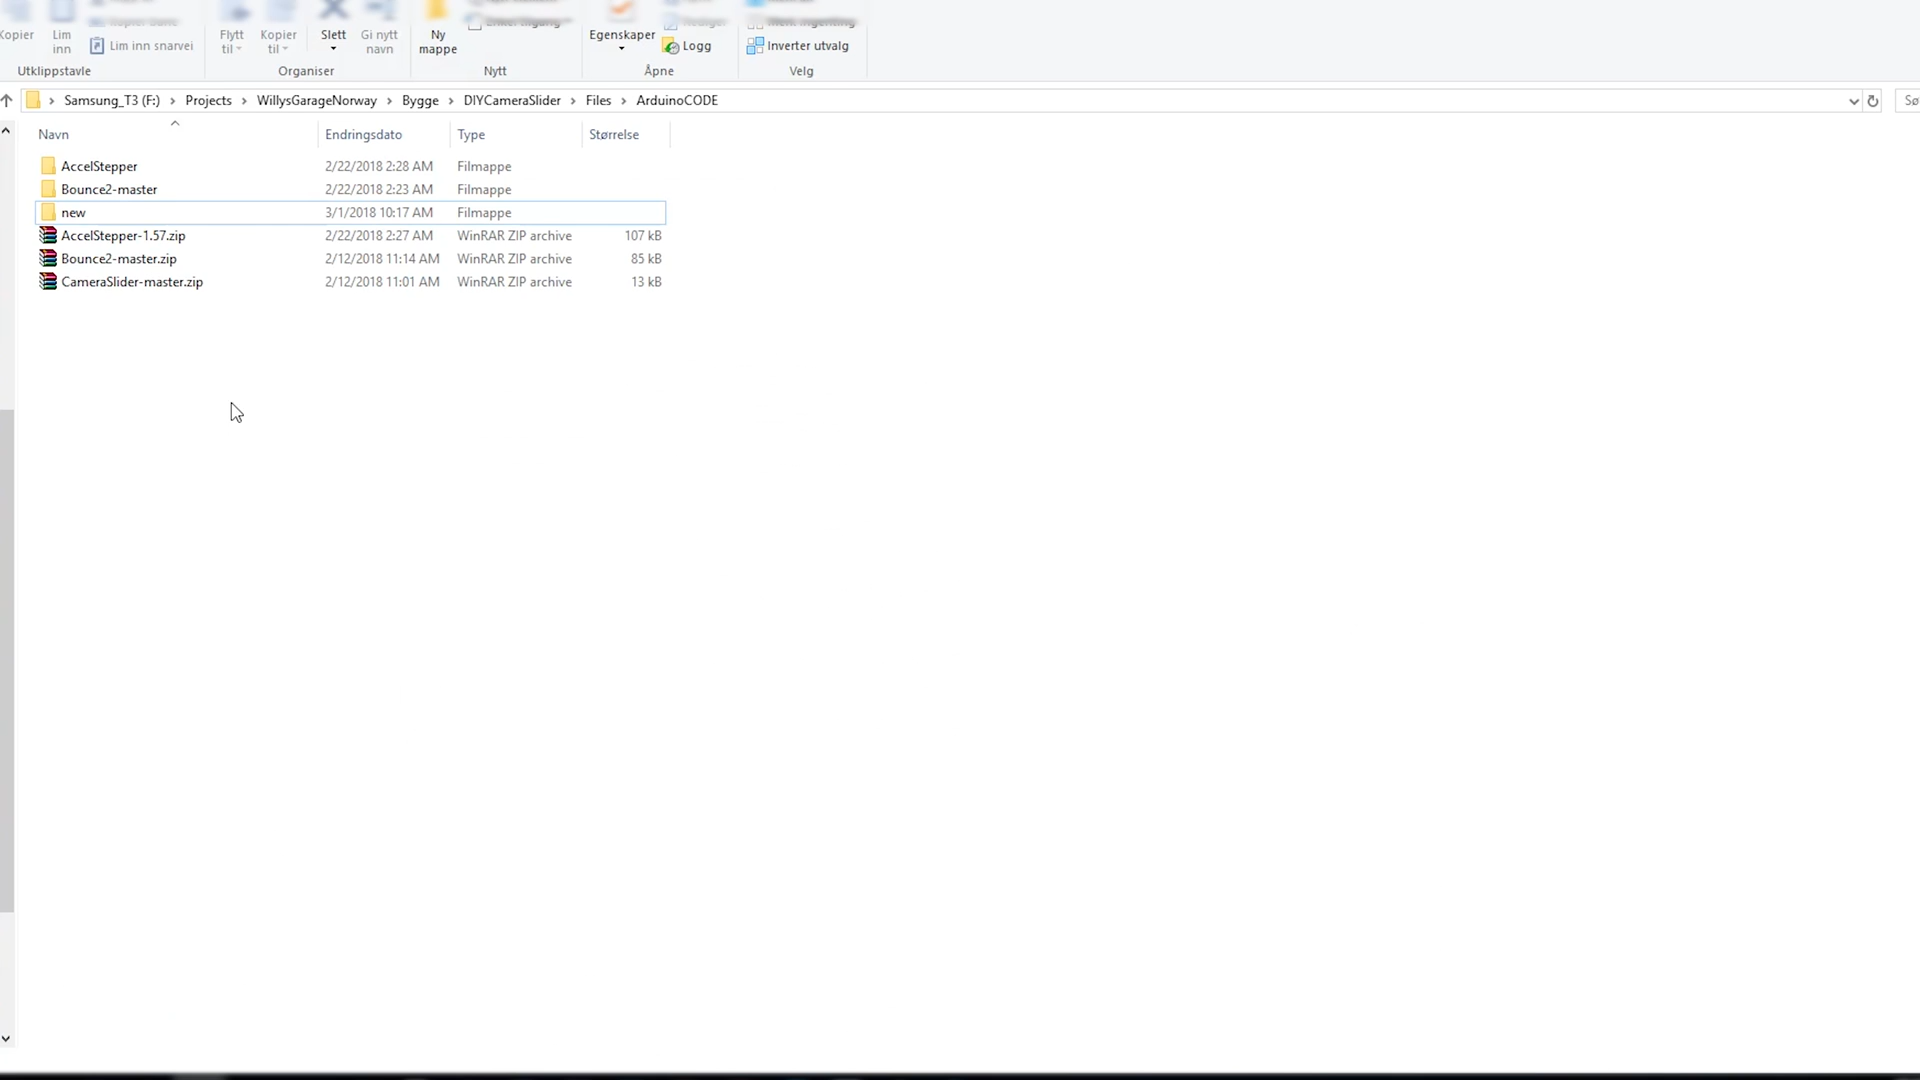 Kopier
Lim inn
Lim inn snarvei
Flytt til
Kopier til
Slett
Gi nytt navn
Ny mappe
Egenskaper
Logg
Inverter utvalg
Utklippstavle
Organiser
Nytt
Åpne
Velg
Samsung_T3 (F:) › Projects › WillysGarageNorway › Bygge › DIYCameraSlider › Files › ArduinoCODE
Navn Endringsdato Type Størrelse
AccelStepper 2/22/2018 2:28 AM Filmappe
Bounce2-master 2/22/2018 2:23 AM Filmappe
new 3/1/2018 10:17 AM Filmappe
AccelStepper-1.57.zip 2/22/2018 2:27 AM WinRAR ZIP archive 107 kB
Bounce2-master.zip 2/12/2018 11:14 AM WinRAR ZIP archive 85 kB
CameraSlider-master.zip 2/12/2018 11:01 AM WinRAR ZIP archive 13 kB